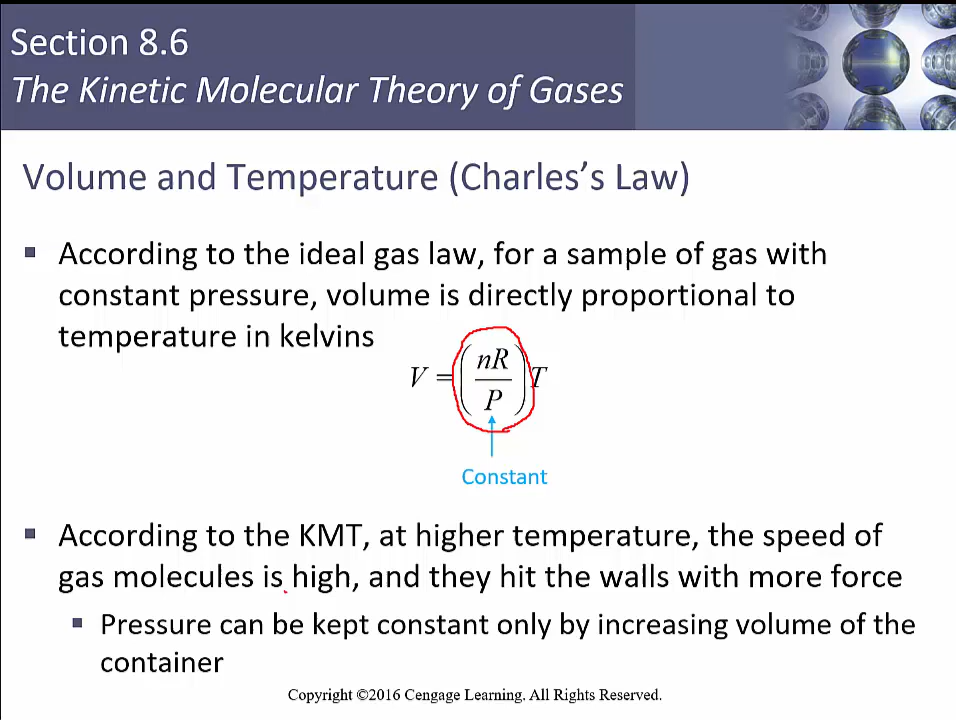 Section 8.6
The Kinetic Molecular Theory of Gases
Volume and Temperature (Charles’s Law)
▪ According to the ideal gas law, for a sample of gas with
constant pressure, volume is directly proportional to
temperature in kelvins
V = (nR/P) T
Constant
▪ According to the KMT, at higher temperature, the speed of
gas molecules is high, and they hit the walls with more force
▪ Pressure can be kept constant only by increasing volume of the
container
Copyright ©2016 Cengage Learning. All Rights Reserved.